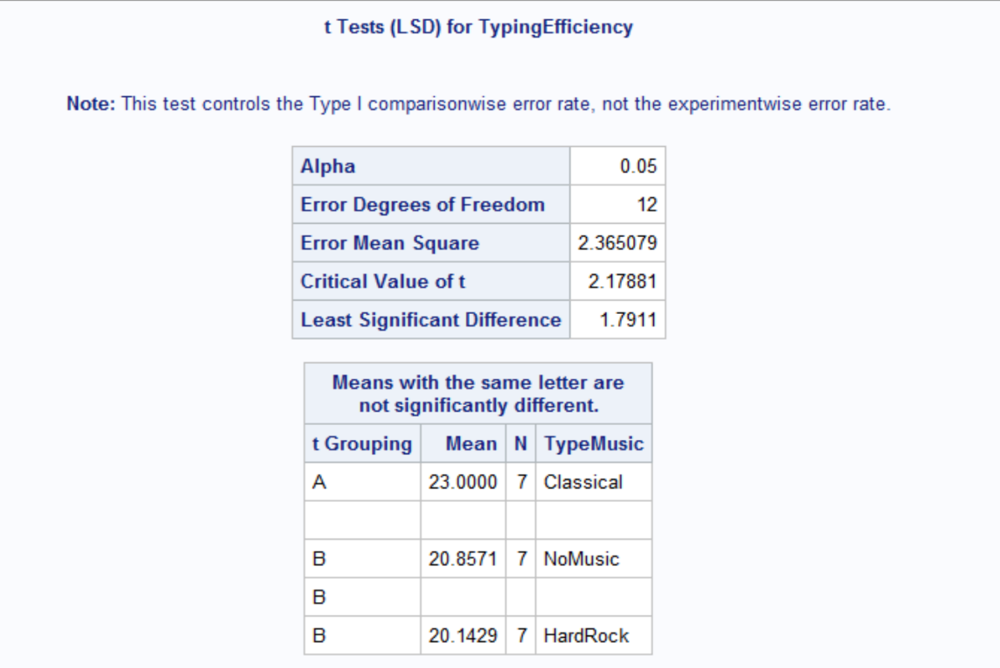 t Tests (LSD) for TypingEfficiency
Note: This test controls the Type I comparisonwise error rate, not the experimentwise error rate.
Alpha 0.05
Error Degrees of Freedom 12
Error Mean Square 2.365079
Critical Value of t 2.17881
Least Significant Difference 1.7911
Means with the same letter are
not significantly different.
t Grouping Mean N TypeMusic
A 23.0000 7 Classical
B 20.8571 7 NoMusic
B
B 20.1429 7 HardRock